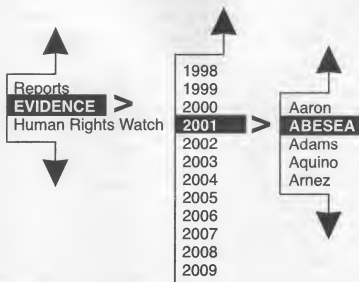 Reports
EVIDENCE >
Human Rights Watch
1998
1999
2000
2001 >
2002
2003
2004
2005
2006
2007
2008
2009
Aaron
ABESEA
Adams
Aquino
Arnez